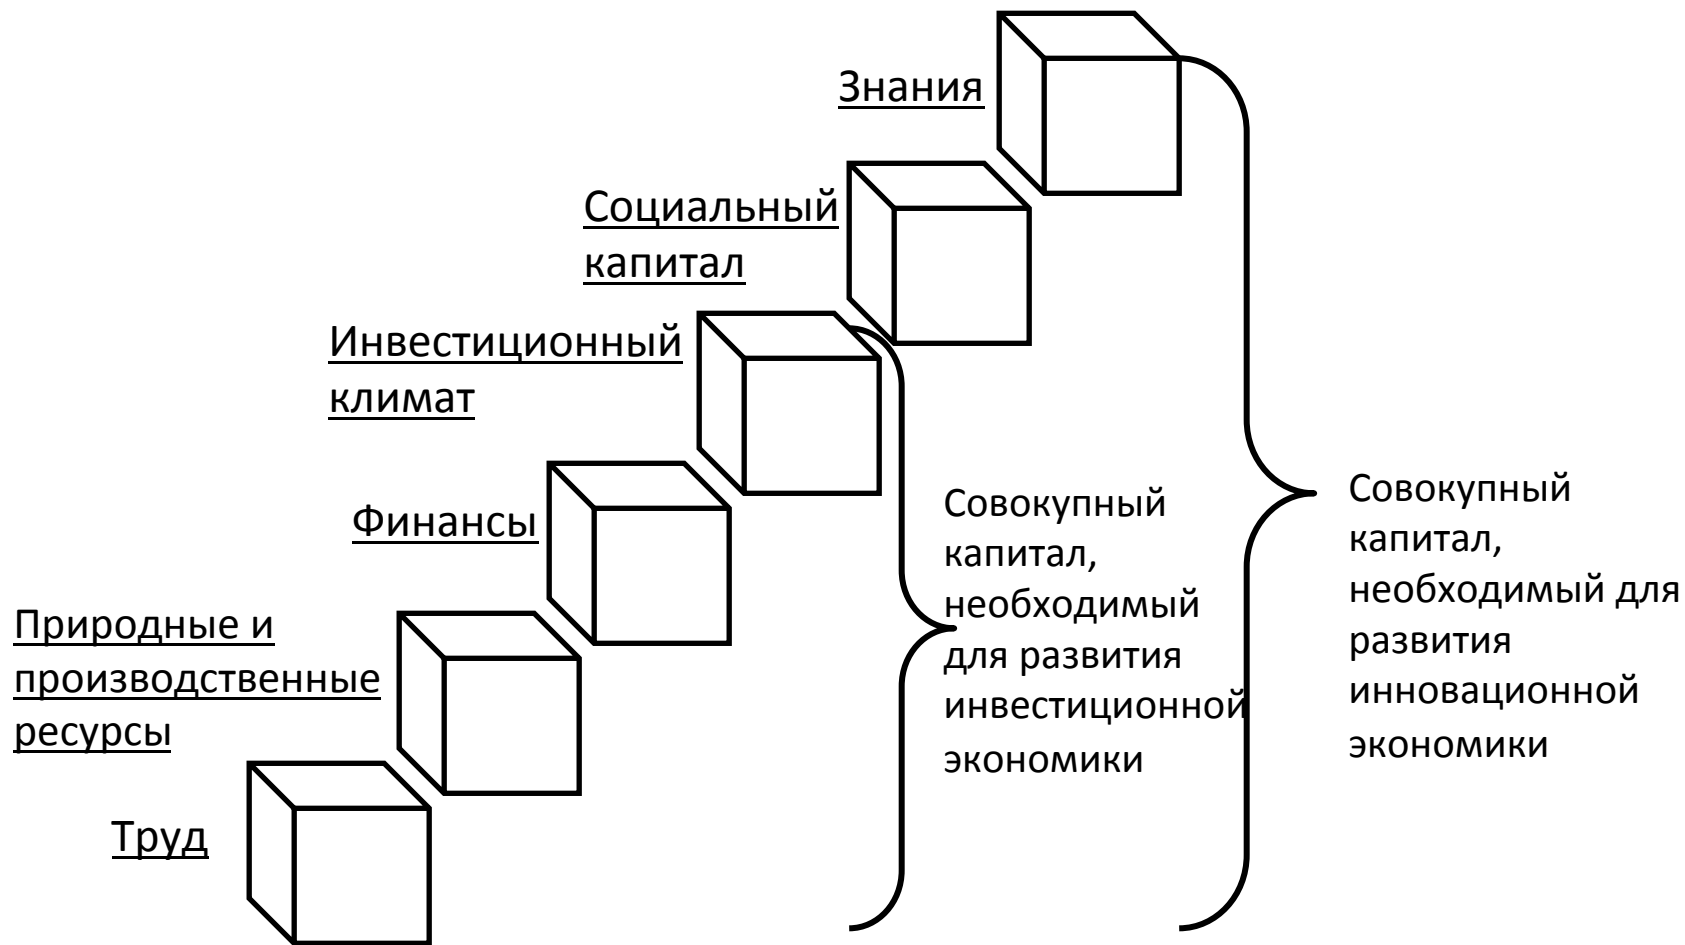 Знания
Социальный
капитал
Инвестиционный
климат
Финансы
Природные и
производственные
ресурсы
Труд
Совокупный
капитал,
необходимый
для развития
инвестиционной
экономики
Совокупный
капитал,
необходимый для
развития
инновационной
экономики